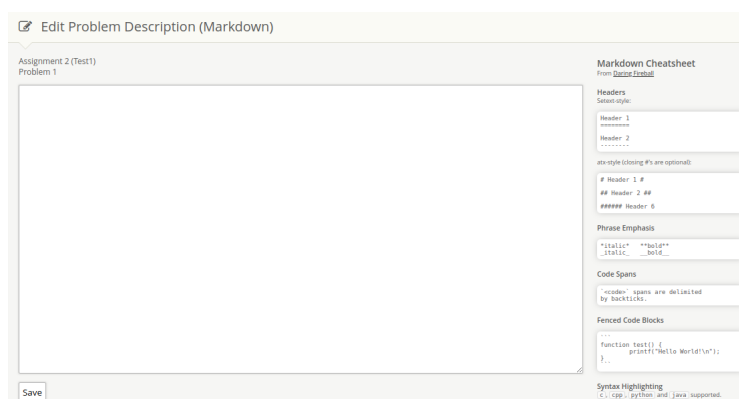 Edit Problem Description (Markdown)
Assignment 2 (Test1)
Problem 1
Save
Markdown Cheatsheet
From Daring Fireball
Headers
Setext-style:
Header 1
========
Header 2
--------
atx-style (closing #'s are optional):
# Header 1 #
## Header 2 ##
###### Header 6
Phrase Emphasis
*italic* **bold**
_italic_ __bold__
Code Spans
`<code>` spans are delimited
by backticks.
Fenced Code Blocks
```
function test() {
printf("Hello World!\n");
}
```
Syntax Highlighting
c, cpp, python and java supported.